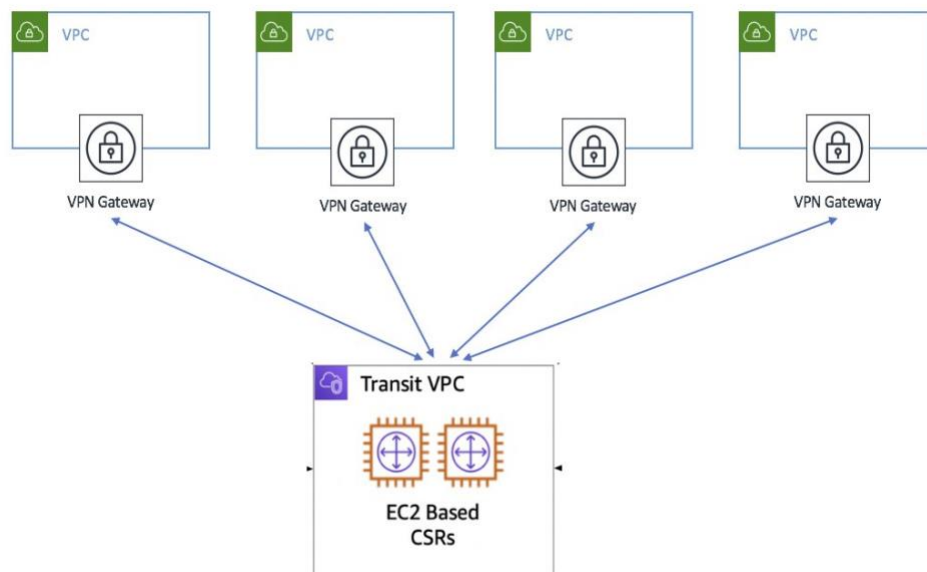 VPC
VPC
VPC
VPC
VPN Gateway
VPN Gateway
VPN Gateway
VPN Gateway
Transit VPC
EC2 Based
CSRs